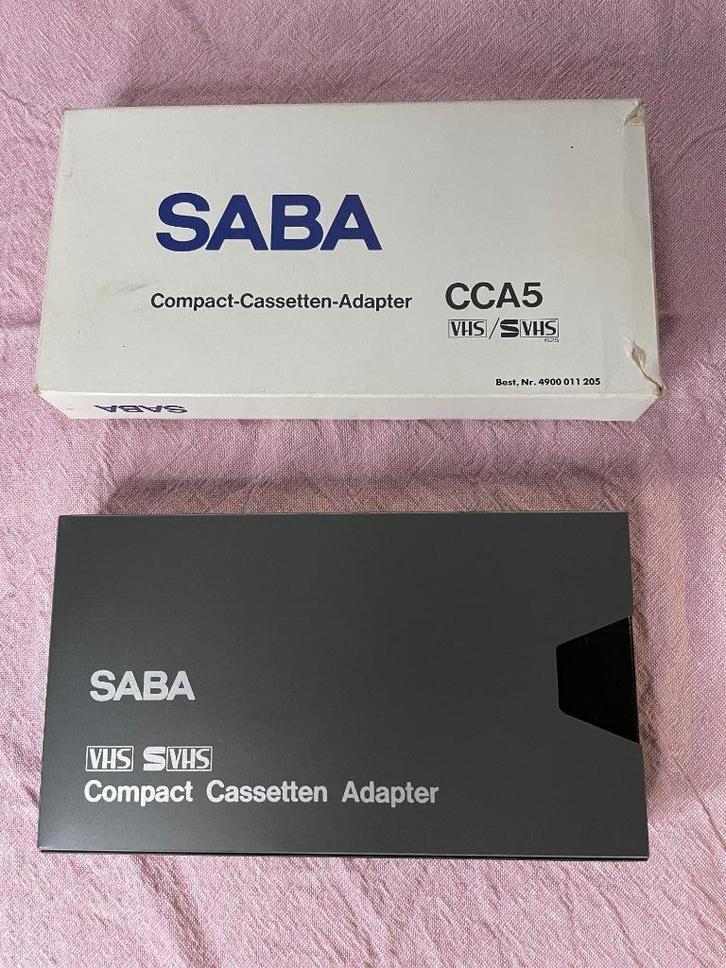 SABA
Compact-Cassetten-Adapter CCA5
VHS/SVHS
625
Best. Nr. 4900 011 205
SABA
SABA
VHS SVHS
Compact Cassetten Adapter